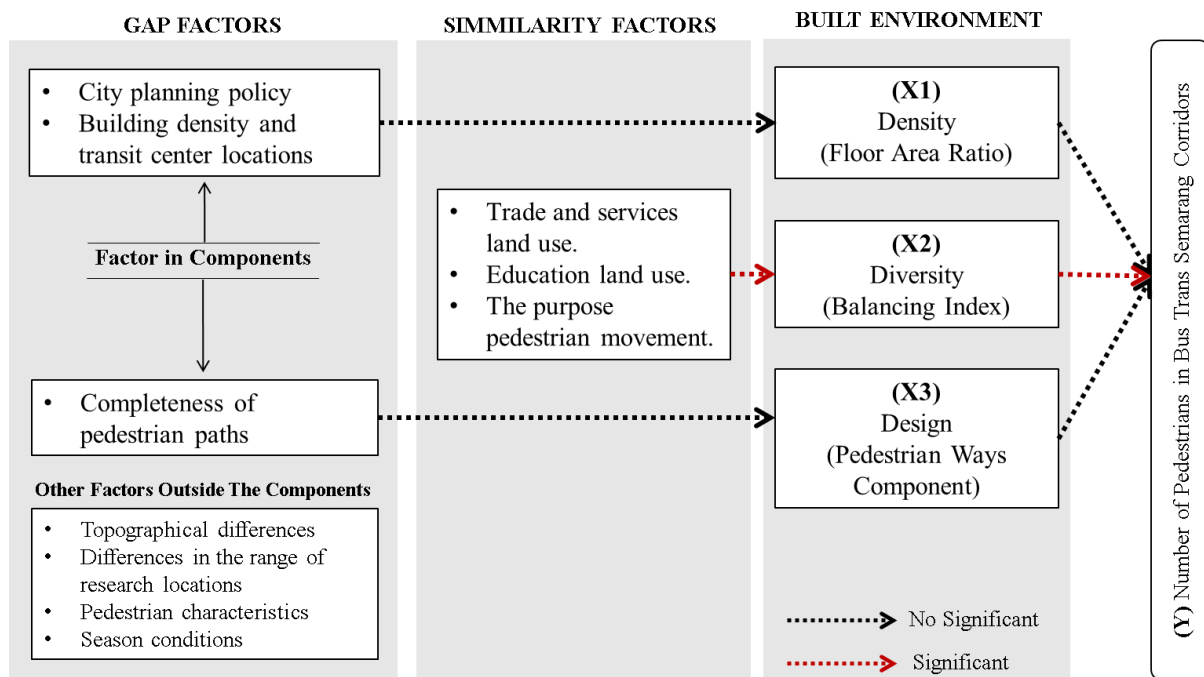 GAP FACTORS
• City planning policy
• Building density and
transit center locations
Factor in Components
• Completeness of
pedestrian paths
Other Factors Outside The Components
• Topographical differences
• Differences in the range of
research locations
• Pedestrian characteristics
• Season conditions
SIMMILARITY FACTORS
• Trade and services
land use.
• Education land use.
• The purpose
pedestrian movement.
BUILT ENVIRONMENT
(X1)
Density
(Floor Area Ratio)
(X2)
Diversity
(Balancing Index)
(X3)
Design
(Pedestrian Ways
Component)
No Significant
Significant
(Y) Number of Pedestrians in Bus Trans Semarang Corridors